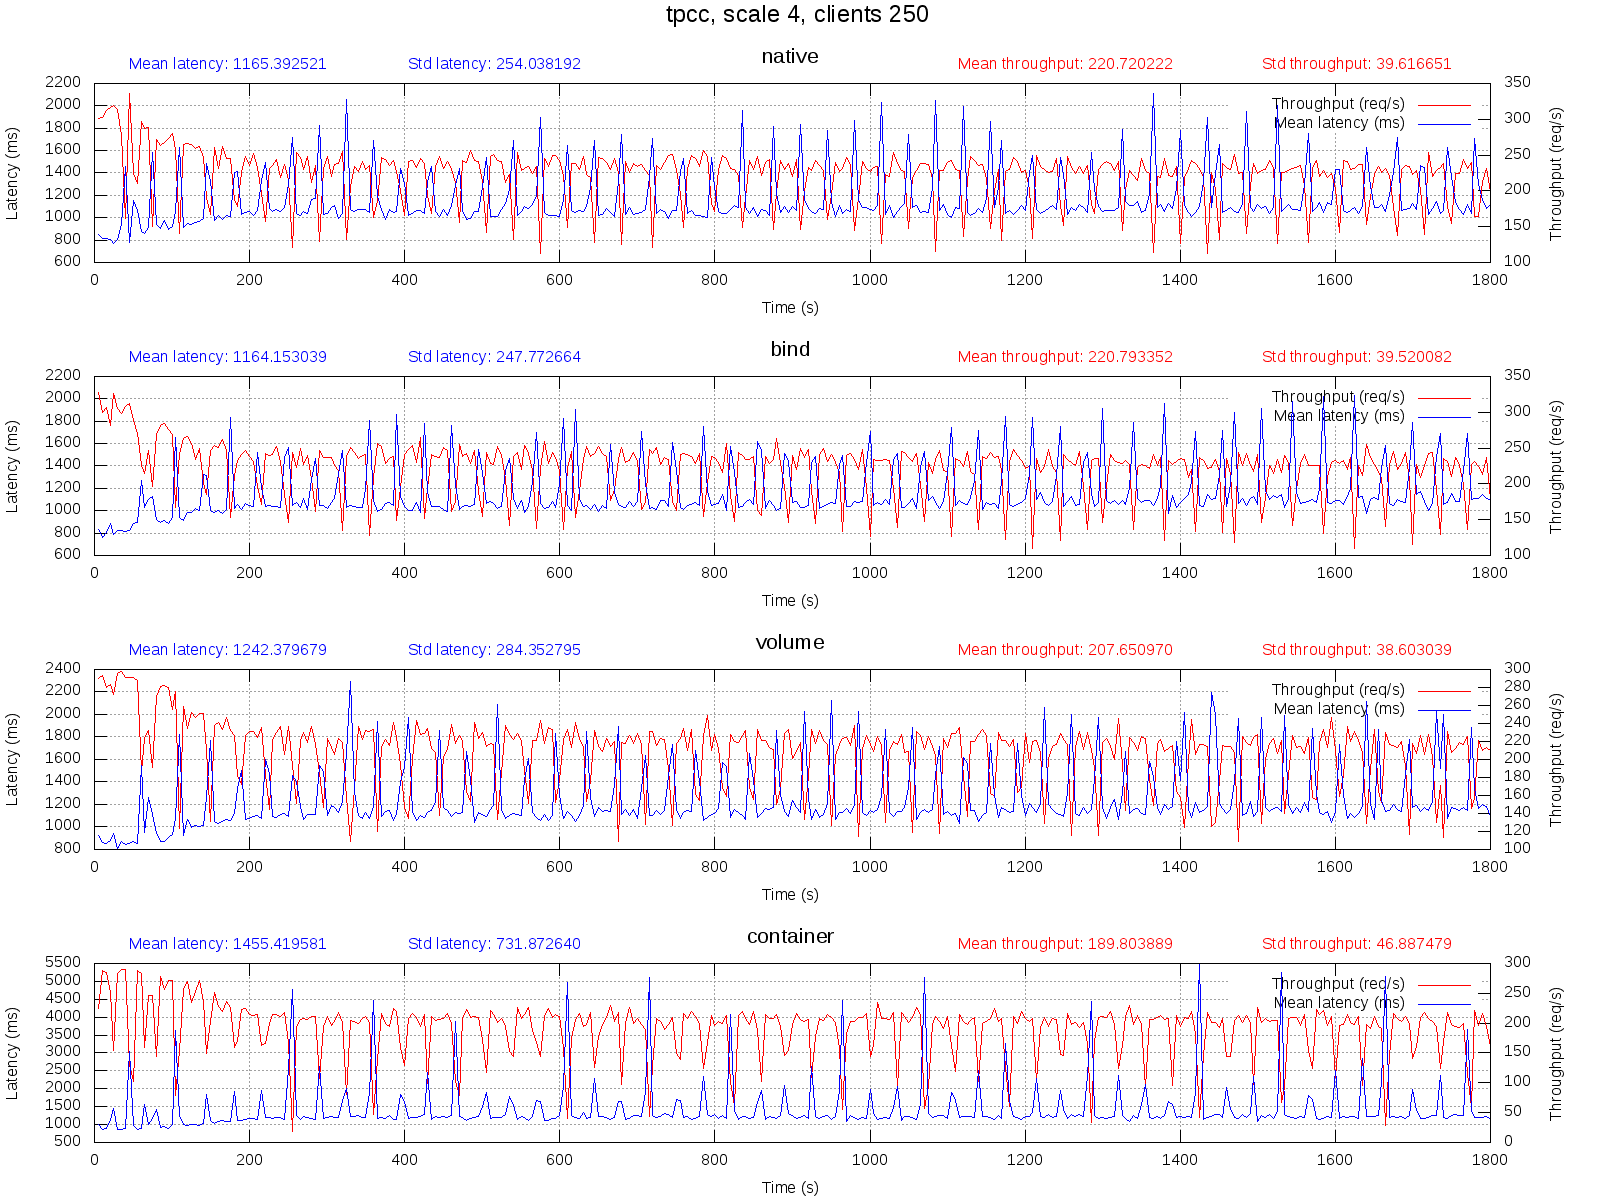 tpcc, scale 4, clients 250
native
Mean latency: 1165.392521 Std latency: 254.038192 Mean throughput: 220.720222 Std throughput: 39.616651
Latency (ms)
2200
2000
1800
1600
1400
1200
1000
800
600
Throughput (req/s)
Mean latency (ms)
350
300
250
200
150
100
Throughput (req/s)
0 200 400 600 800 1000 1200 1400 1600 1800
Time (s)
bind
Mean latency: 1164.153039 Std latency: 247.772664 Mean throughput: 220.793352 Std throughput: 39.520082
Latency (ms)
2200
2000
1800
1600
1400
1200
1000
800
600
Throughput (req/s)
Mean latency (ms)
350
300
250
200
150
100
Throughput (req/s)
0 200 400 600 800 1000 1200 1400 1600 1800
Time (s)
volume
Mean latency: 1242.379679 Std latency: 284.352795 Mean throughput: 207.650970 Std throughput: 38.603039
Latency (ms)
2400
2200
2000
1800
1600
1400
1200
1000
800
Throughput (req/s)
Mean latency (ms)
300
280
260
240
220
200
180
160
140
120
100
Throughput (req/s)
0 200 400 600 800 1000 1200 1400 1600 1800
Time (s)
container
Mean latency: 1455.419581 Std latency: 731.872640 Mean throughput: 189.803889 Std throughput: 46.887479
Latency (ms)
5500
5000
4500
4000
3500
3000
2500
2000
1500
1000
500
Throughput (req/s)
Mean latency (ms)
300
250
200
150
100
50
0
Throughput (req/s)
0 200 400 600 800 1000 1200 1400 1600 1800
Time (s)